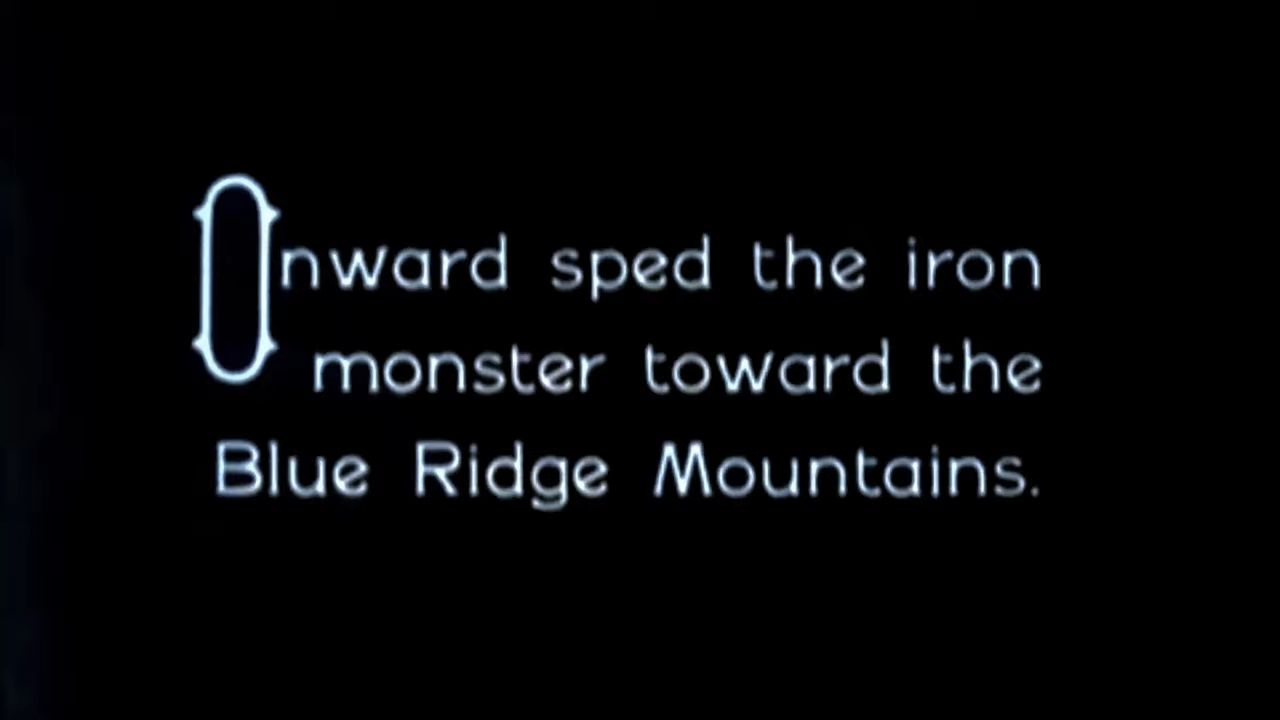 Onward sped the iron
monster toward the
Blue Ridge Mountains.